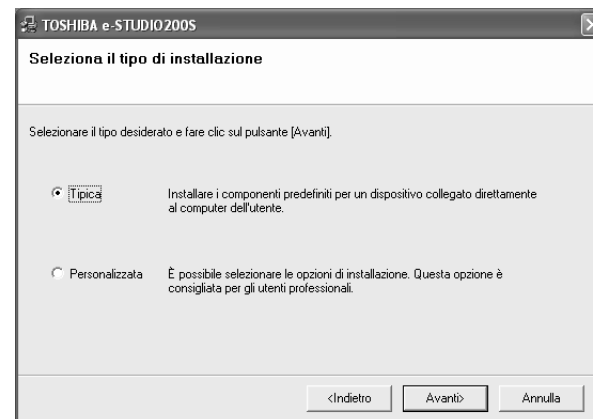 TOSHIBA e-STUDIO200S
Seleziona il tipo di installazione
Selezionare il tipo desiderato e fare clic sul pulsante [Avanti].
Tipica
Installare i componenti predefiniti per un dispositivo collegato direttamente
al computer dell'utente.
Personalizzata
È possibile selezionare le opzioni di installazione. Questa opzione è
consigliata per gli utenti professionali.
<Indietro
Avanti>
Annulla